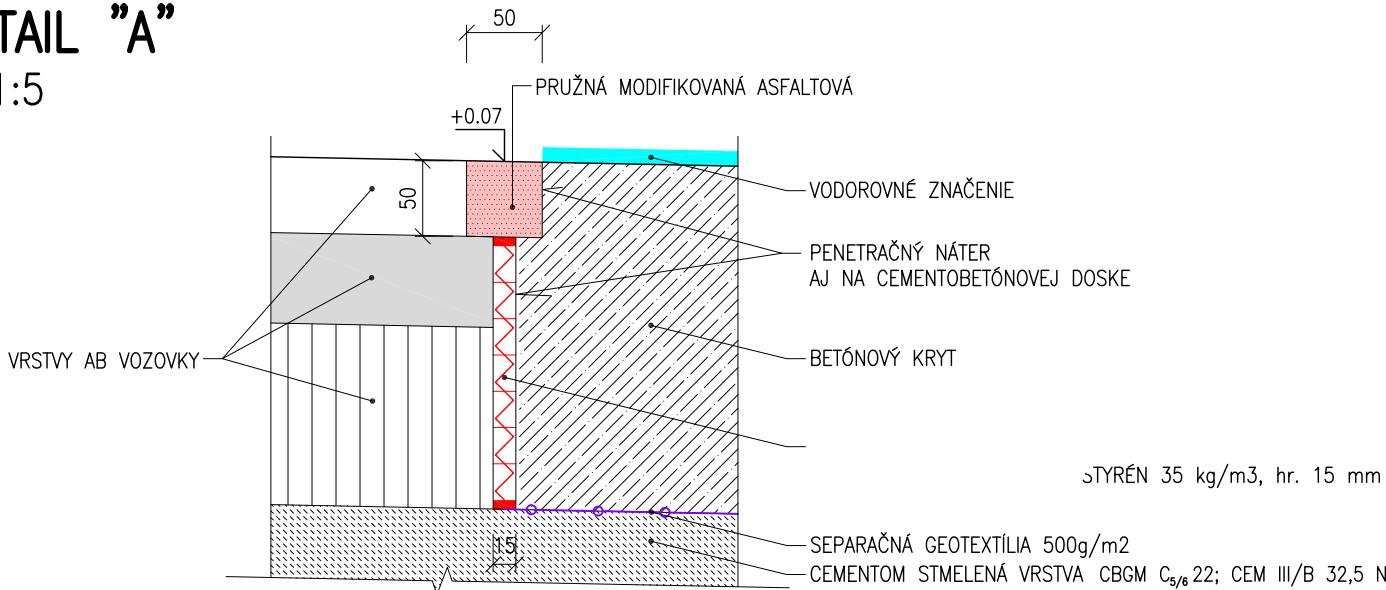 TAIL "A"
1:5
50
PRUŽNÁ MODIFIKOVANÁ ASFALTOVÁ
+0.07
50
VODOROVNÉ ZNAČENIE
PENETRAČNÝ NÁTER
AJ NA CEMENTOBETÓNOVEJ DOSKE
VRSTVY AB VOZOVKY
BETÓNOVÝ KRYT
STYRÉN 35 kg/m3, hr. 15 mm
15
SEPARAČNÁ GEOTEXTÍLIA 500g/m2
CEMENTOM STMELENÁ VRSTVA CBGM C5/6 22; CEM III/B 32,5 N